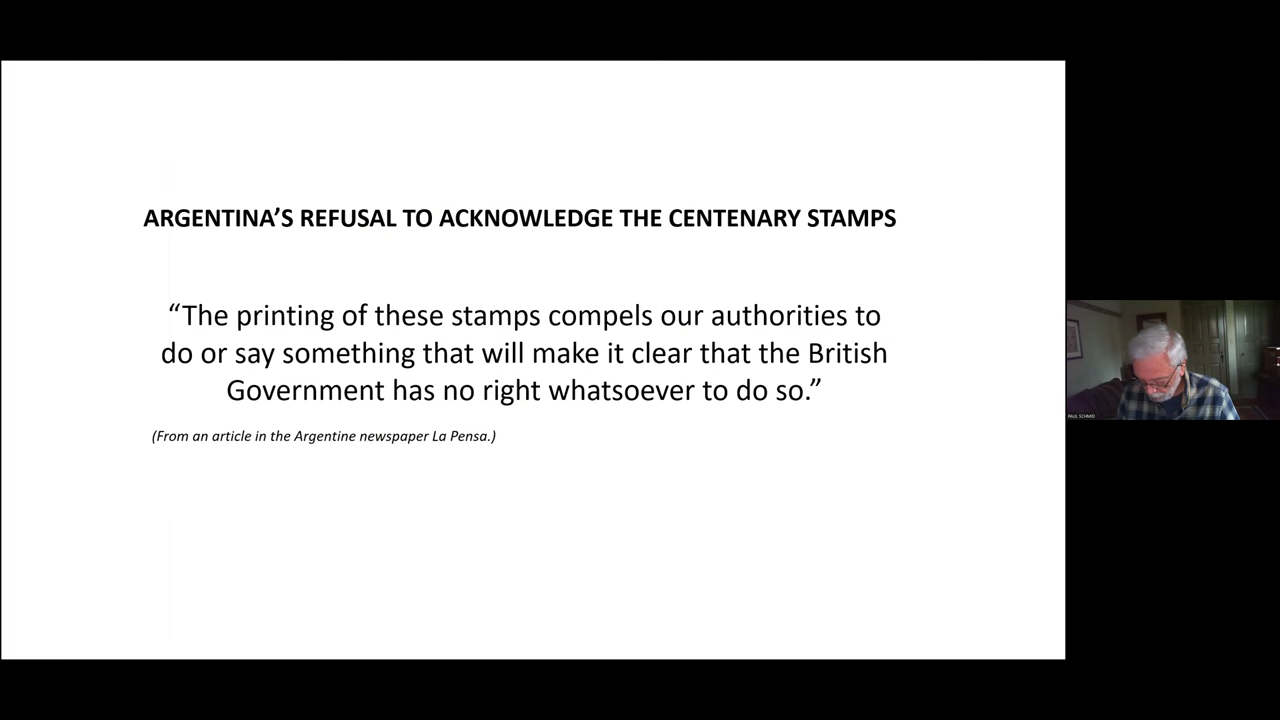 ARGENTINA’S REFUSAL TO ACKNOWLEDGE THE CENTENARY STAMPS
“The printing of these stamps compels our authorities to
do or say something that will make it clear that the British
Government has no right whatsoever to do so.”
(From an article in the Argentine newspaper La Pensa.)
PAUL SCHMID